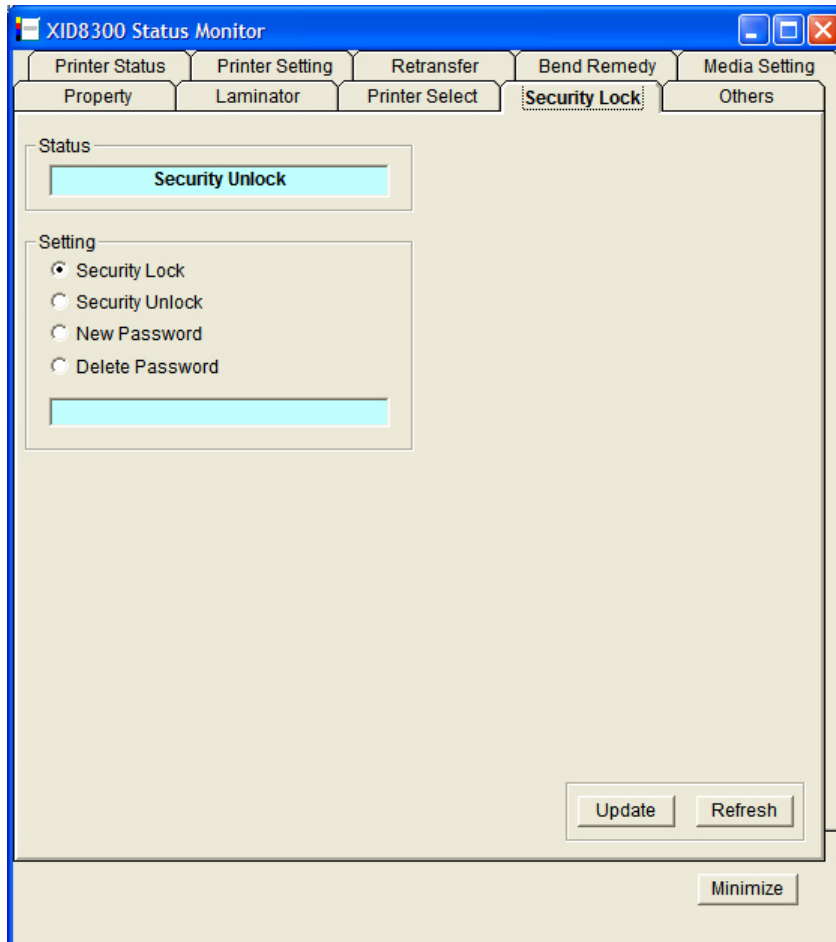 XID8300 Status Monitor
Printer Status Printer Setting Retransfer Bend Remedy Media Setting
Property Laminator Printer Select Security Lock Others
Status
Security Unlock
Setting
Security Lock
Security Unlock
New Password
Delete Password
Update Refresh
Minimize